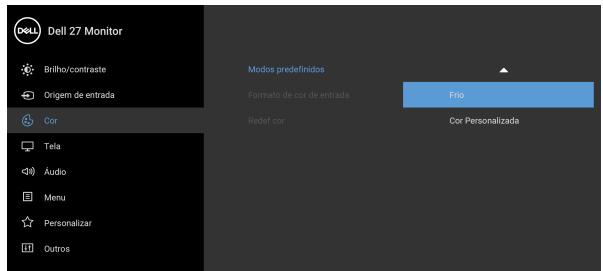 DELL Dell 27 Monitor
Brilho/contraste Modos predefinidos
Origem de entrada Formato de cor de entrada Frio
Cor Redef cor Cor Personalizada
Tela
Áudio
Menu
Personalizar
Outros